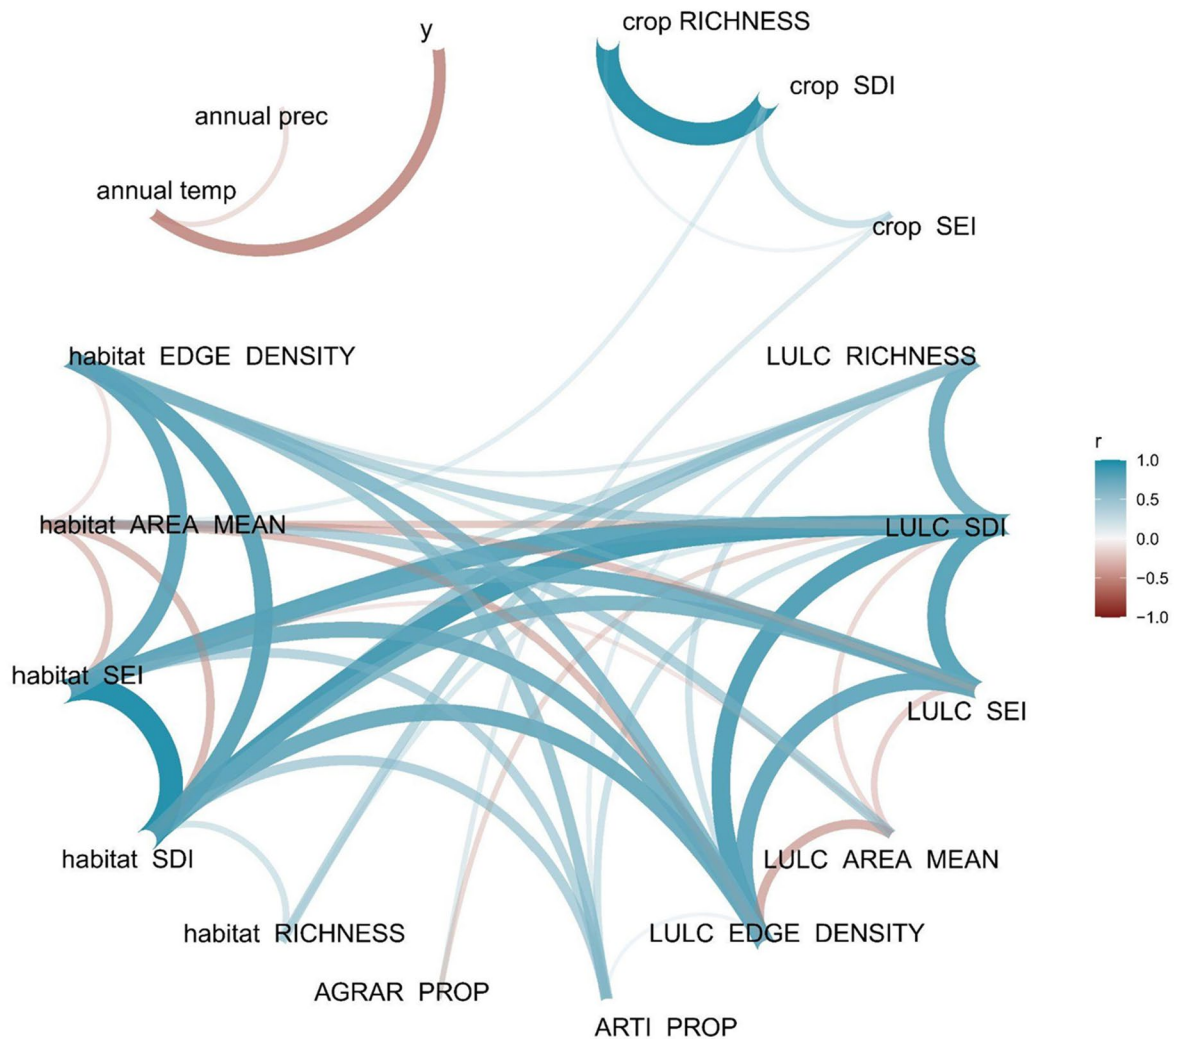 crop RICHNESS
y
crop SDI
annual prec
annual temp
crop SEI
habitat EDGE DENSITY
LULC RICHNESS
r
1.0
0.5
0.0
−0.5
−1.0
habitat AREA MEAN
LULC SDI
habitat SEI
LULC SEI
habitat SDI
LULC AREA MEAN
habitat RICHNESS
LULC EDGE DENSITY
AGRAR PROP
ARTI PROP